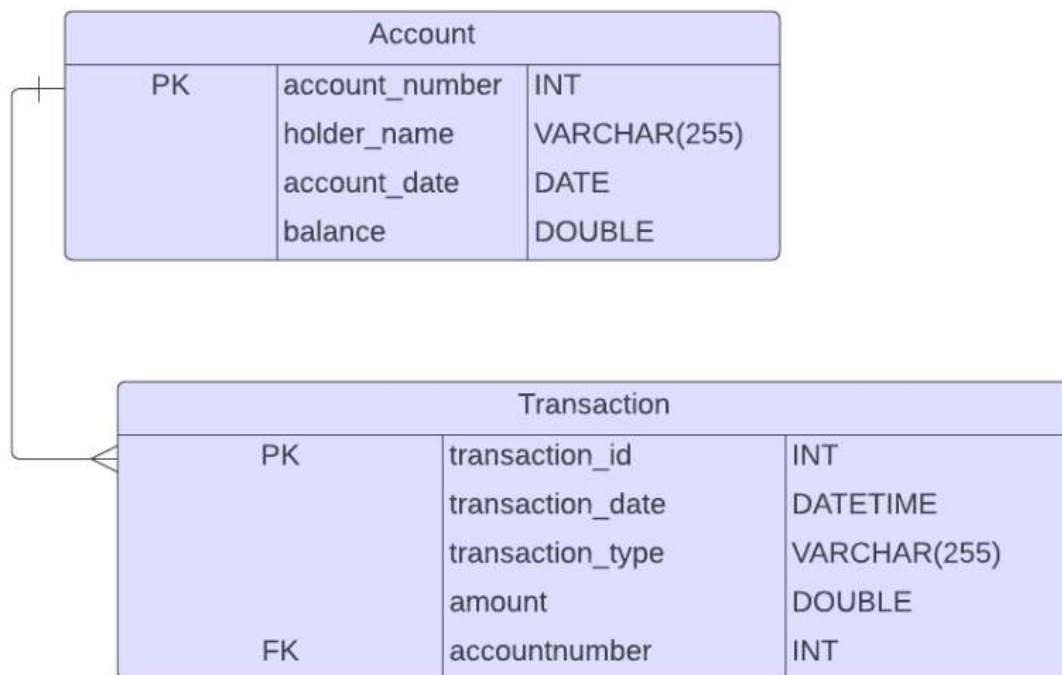 Account
PK account_number INT
holder_name VARCHAR(255)
account_date DATE
balance DOUBLE
Transaction
PK transaction_id INT
transaction_date DATETIME
transaction_type VARCHAR(255)
amount DOUBLE
FK accountnumber INT